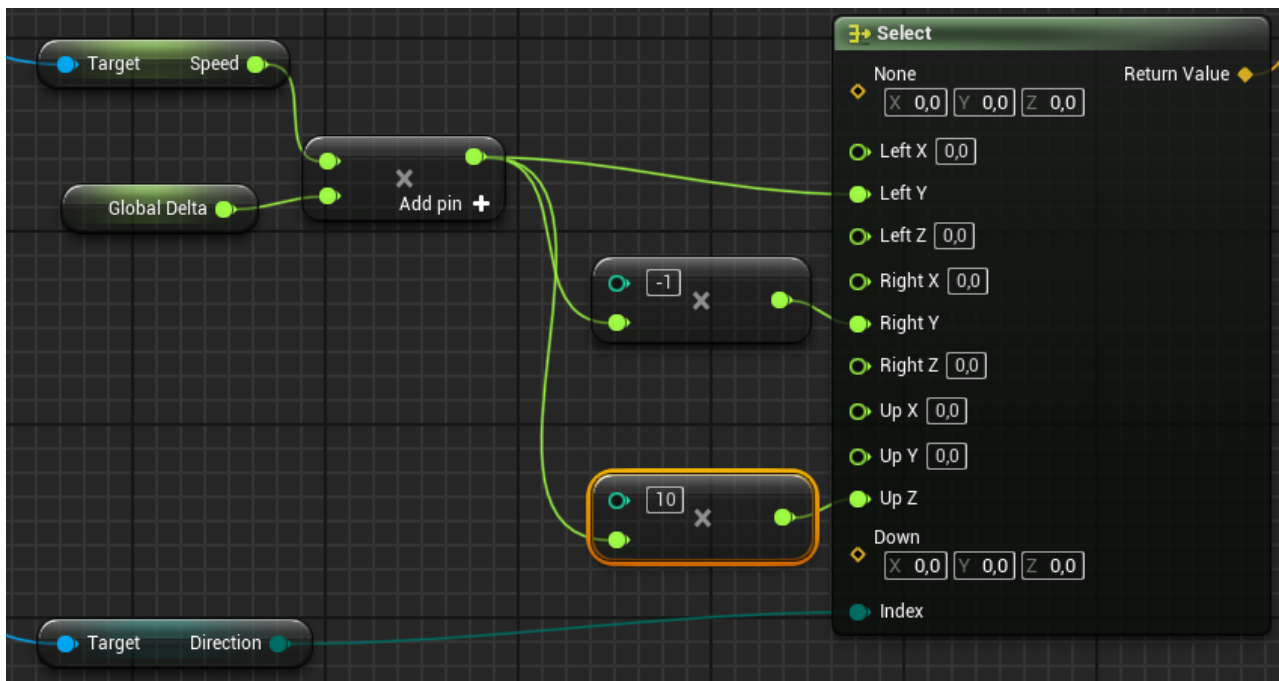 Target Speed
Global Delta
× Add pin
-1 ×
10 ×
Target Direction
Select
None Return Value
X 0,0 Y 0,0 Z 0,0
Left X 0,0
Left Y
Left Z 0,0
Right X 0,0
Right Y
Right Z 0,0
Up X 0,0
Up Y 0,0
Up Z
Down
X 0,0 Y 0,0 Z 0,0
Index